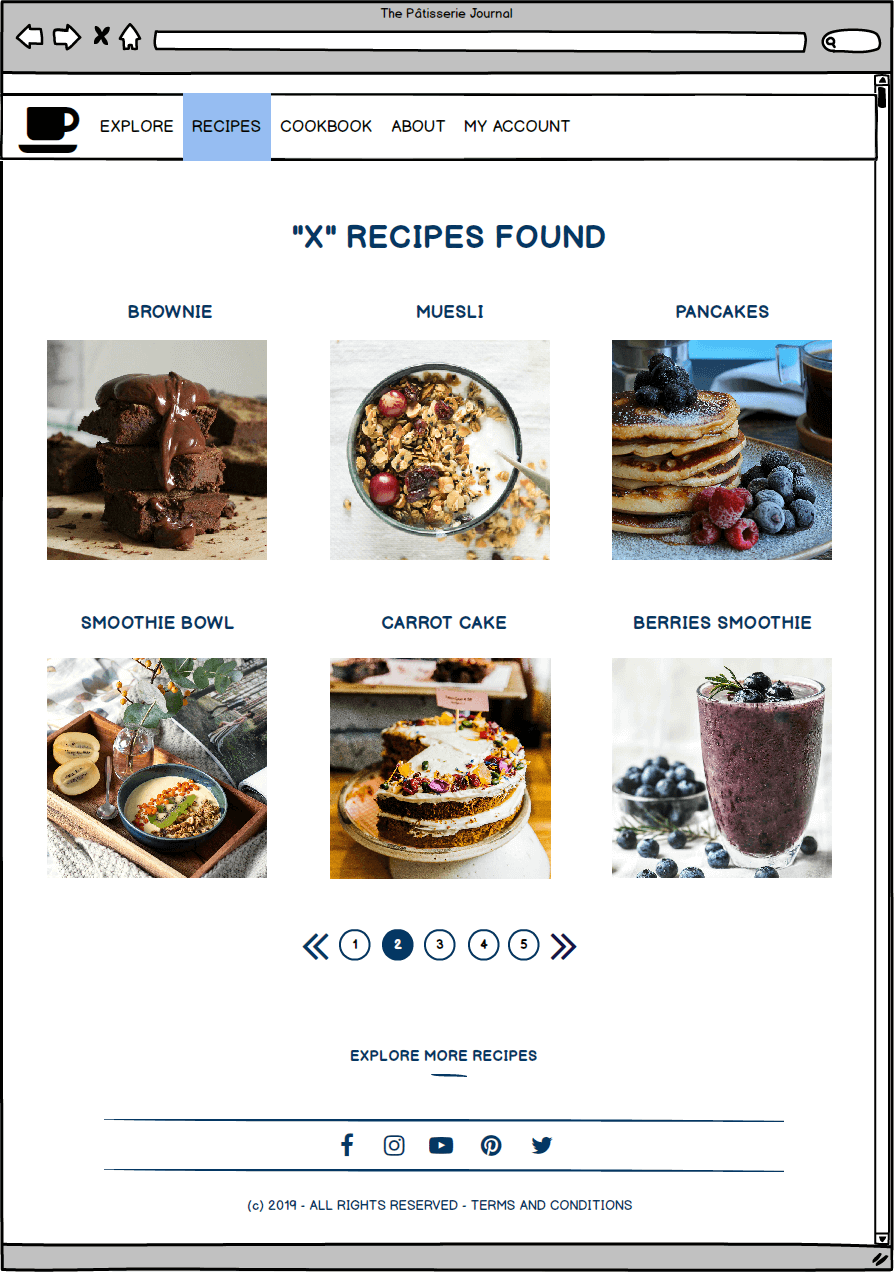 The Pâtisserie Journal
EXPLORE RECIPES COOKBOOK ABOUT MY ACCOUNT
"X" RECIPES FOUND
BROWNIE MUESLI PANCAKES
SMOOTHIE BOWL CARROT CAKE BERRIES SMOOTHIE
1 2 3 4 5
EXPLORE MORE RECIPES
(c) 2019 - ALL RIGHTS RESERVED - TERMS AND CONDITIONS